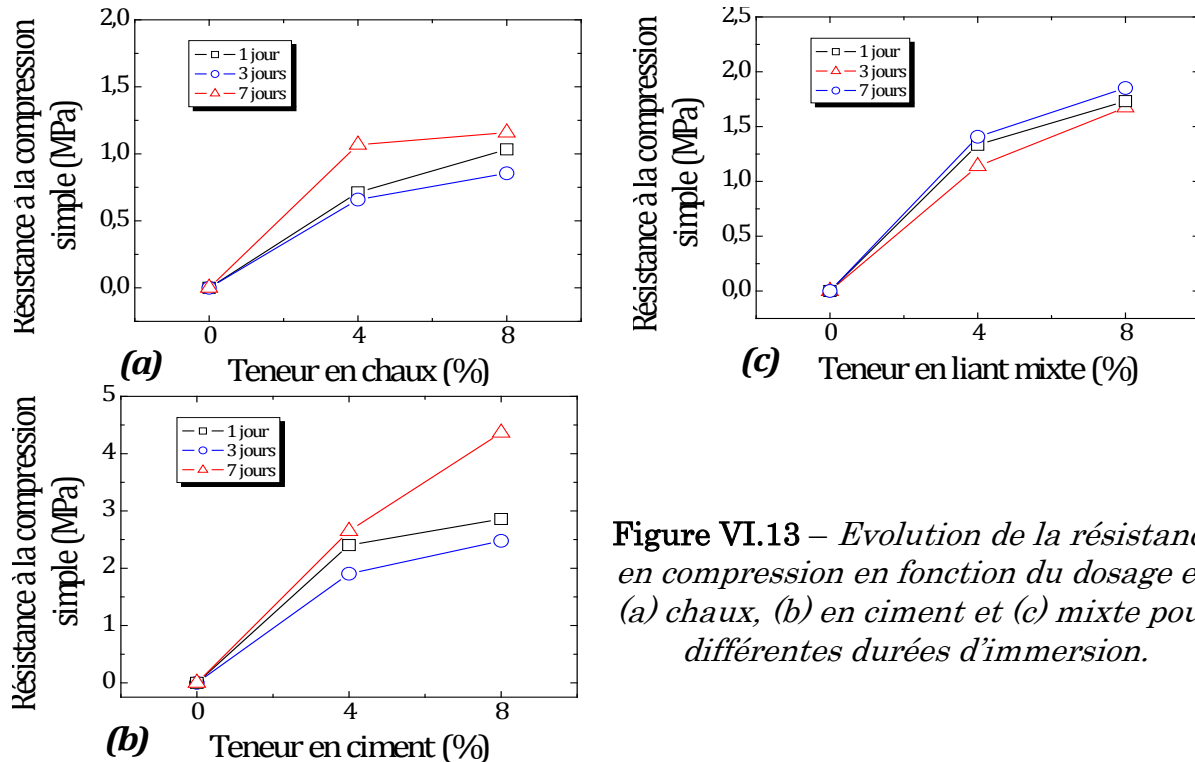 Résistance à la compression
simple (MPa)
2,0
1,5
1,0
0,5
0,0
1 jour
3 jours
7 jours
0 4 8
(a) Teneur en chaux (%)
Résistance à la compression
simple (MPa)
2,5
2,0
1,5
1,0
0,5
0,0
1 jour
3 jours
7 jours
0 4 8
(c) Teneur en liant mixte (%)
Résistance à la compression
simple (MPa)
5
4
3
2
1
0
1 jour
3 jours
7 jours
0 4 8
(b) Teneur en ciment (%)
Figure VI.13 – Evolution de la résistanc
en compression en fonction du dosage e
(a) chaux, (b) en ciment et (c) mixte pou
différentes durées d'immersion.